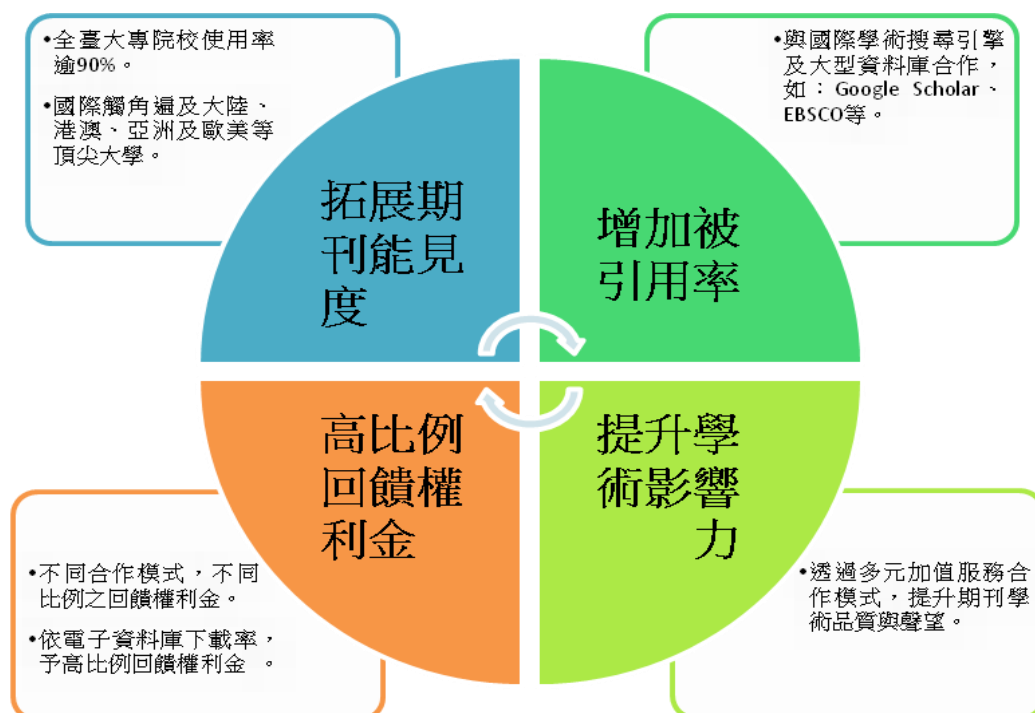 •全臺大專院校使用率
逾90%。
•國際觸角遍及大陸、
港澳、亞洲及歐美等
頂尖大學。
•與國際學術搜尋引擎
及大型資料庫合作，
如：Google Scholar、
EBSCO等。
拓展期
刊能見
度
增加被
引用率
高比例
回饋權
利金
提升學
術影響
力
•不同合作模式，不同
比例之回饋權利金。
•依電子資料庫下載率，
予高比例回饋權利金 。
•透過多元加值服務合
作模式，提升期刊學
術品質與聲望。